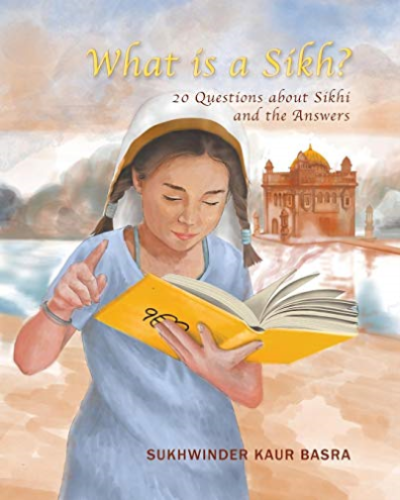 What is a Sikh?
20 Questions about Sikhi
and the Answers
ੴ
SUKHWINDER KAUR BASRA